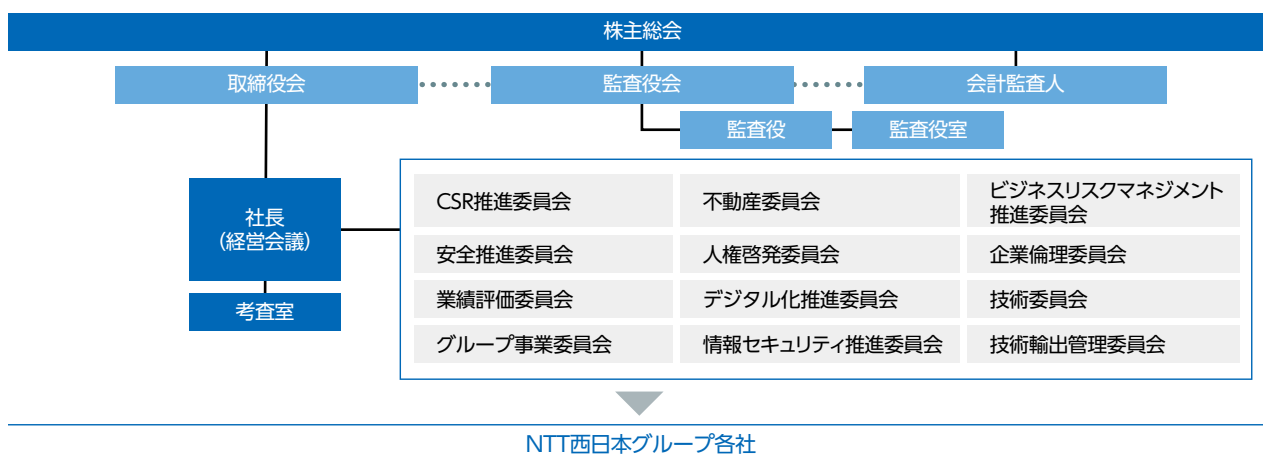 株主総会
取締役会
監査役会
会計監査人
監査役
監査役室
社長
(経営会議)
考査室
CSR推進委員会
不動産委員会
ビジネスリスクマネジメント
推進委員会
安全推進委員会
人権啓発委員会
企業倫理委員会
業績評価委員会
デジタル化推進委員会
技術委員会
グループ事業委員会
情報セキュリティ推進委員会
技術輸出管理委員会
NTT西日本グループ各社